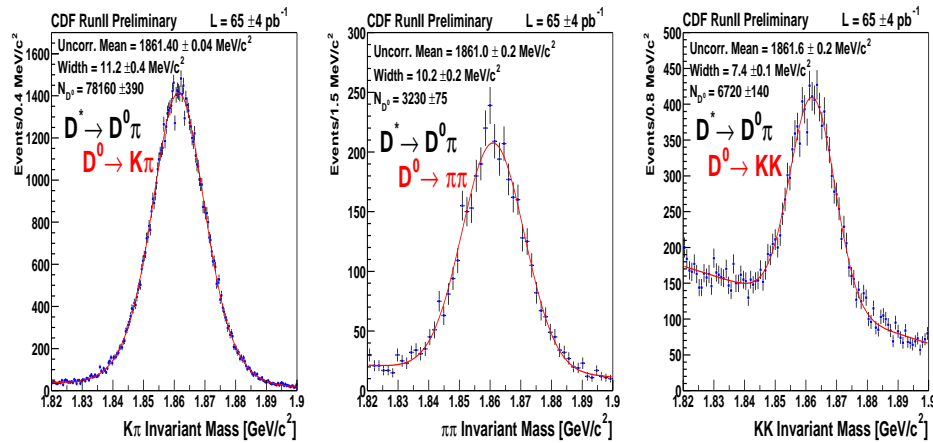 CDF RunII Preliminary L = 65 ±4 pb⁻¹
Uncorr. Mean = 1861.40 ± 0.04 MeV/c²
Width = 11.2 ±0.4 MeV/c²
N_D⁰ = 78160 ±390
D* → D⁰π
D⁰ → Kπ
Events/0.4 MeV/c²
1600
1400
1200
1000
800
600
400
200
0
1.82 1.83 1.84 1.85 1.86 1.87 1.88 1.89 1.9
Kπ Invariant Mass [GeV/c²]
CDF RunII Preliminary L = 65 ±4 pb⁻¹
Uncorr. Mean = 1861.0 ± 0.2 MeV/c²
Width = 10.2 ±0.2 MeV/c²
N_D⁰ = 3230 ±75
D* → D⁰π
D⁰ → ππ
Events/1.5 MeV/c²
300
250
200
150
100
50
0
1.82 1.83 1.84 1.85 1.86 1.87 1.88 1.89 1.9
ππ Invariant Mass [GeV/c²]
CDF RunII Preliminary L = 65 ±4 pb⁻¹
Uncorr. Mean = 1861.6 ± 0.2 MeV/c²
Width = 7.4 ±0.1 MeV/c²
N_D⁰ = 6720 ±140
D* → D⁰π
D⁰ → KK
Events/0.8 MeV/c²
500
450
400
350
300
250
200
150
100
50
0
1.82 1.83 1.84 1.85 1.86 1.87 1.88 1.89 1.9
KK Invariant Mass [GeV/c²]